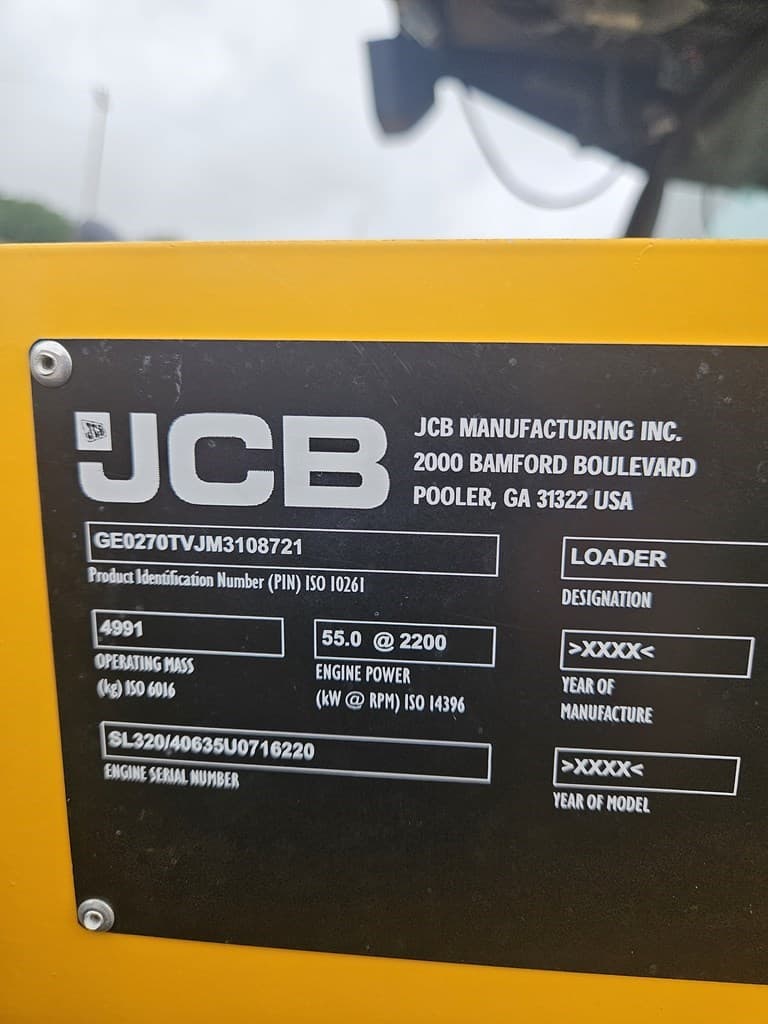 JCB
JCB MANUFACTURING INC.
2000 BAMFORD BOULEVARD
POOLER, GA 31322 USA
GE0270TVJM3108721
Product Identification Number (PIN) ISO 10261
LOADER
DESIGNATION
4991
OPERATING MASS
(kg) ISO 6016
55.0 @ 2200
ENGINE POWER
(kW @ RPM) ISO 14396
>XXXX<
YEAR OF
MANUFACTURE
SL320/40635U0716220
ENGINE SERIAL NUMBER
>XXXX<
YEAR OF MODEL